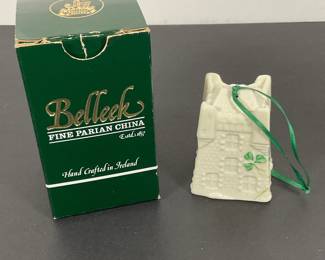 Belleek
FINE PARIAN CHINA
Estd. 1857
Hand Crafted in Ireland